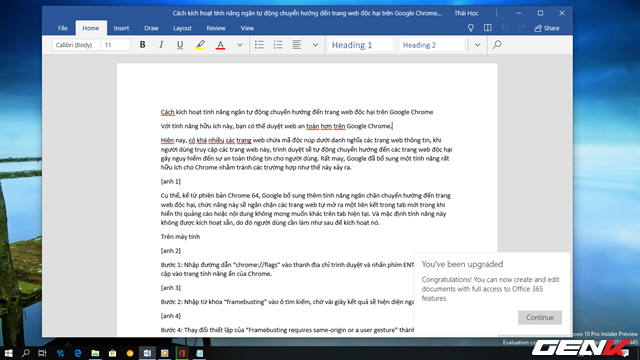 Cách kích hoạt tính năng ngăn tự động chuyển hướng đến trang web độc hại trên Google Chrome...
Thái Học
File Home Insert Draw Layout Review View
Share
Calibri (Body) 11 B I U A Heading 1 Heading 2
Cách kích hoạt tính năng ngăn tự động chuyển hướng đến trang web độc hại trên Google Chrome
Với tính năng hữu ích này, bạn có thể duyệt web an toàn hơn trên Google Chrome.
Hiện nay, có khá nhiều các trang web chứa mã độc núp dưới danh nghĩa các trang web thông tin, khi
người dùng truy cập các trang web này, trình duyệt sẽ tự động chuyển hướng đến các trang web độc hại
gây nguy hiểm đến sự an toàn thông tin cho người dùng. Rất may, Google đã bổ sung một tính năng rất
hữu ích cho Chrome nhằm tránh các trường hợp như thế này xảy ra.
[anh 1]
Cụ thể, kể từ phiên bản Chrome 64, Google bổ sung thêm tính năng ngăn chặn chuyển hướng đến trang
web độc hại, chức năng này sẽ ngăn chặn các trang web tự mở ra một liên kết trong tab mới trong khi
hiển thị quảng cáo hoặc nội dung không mong muốn khác trên tab hiện tại. Và mặc định tính năng này
không được kích hoạt sẵn, do đó người dùng cần làm như sau để kích hoạt nó.
Trên máy tính
[anh 2]
Bước 1: Nhập đường dẫn “chrome://flags” vào thanh địa chỉ trình duyệt và nhấn phím ENT
cập vào trang tính năng ẩn của Chrome.
[anh 3]
Bước 2: Nhập từ khóa “framebusting” vào ô tìm kiếm, chờ vài giây kết quả sẽ hiện diện ngay
[anh 4]
Bước 4: Thay đổi thiết lập của “Framebusting requires same-origin or a user gesture” thành
You've been upgraded
Congratulations! You can now create and edit
documents with full access to Office 365
features.
Continue
10 Pro Insider Preview
Evaluation
GENK